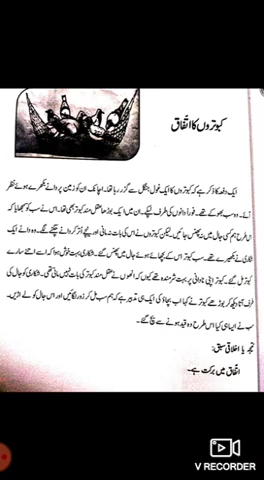 کبوتروں کا اتفاق
ایک دفعہ کا ذکر ہے کہ کبوتروں کا ایک غول جنگل سے گزر رہا تھا۔ اچانک ان کو زمین پر دانے بکھرے ہوئے نظر
آئے۔ وہ سب بھوکے تھے۔ فوراً دانوں کی طرف لپکے۔ ان میں ایک بوڑھا عقل مند کبوتر بھی تھا۔ اس نے سب کو سمجھایا کہ
اس طرح ہم کسی جال میں نہ پھنس جائیں لیکن کبوتروں نے اس کی بات نہ مانی اور نیچے اتر کر دانے چگنے لگے۔ وہ دانے ایک
شکاری نے بکھیرے تھے۔ سب کبوتر اس کے بچھائے ہوئے جال میں پھنس گئے۔ شکاری بہت خوش ہوا کہ اسے اتنے سارے
کبوتر مل گئے۔ کبوتر اپنی نادانی پر بہت شرمندہ تھے کیوں کہ انھوں نے عقل مند کبوتر کی بات نہیں مانی تھی۔ شکاری کو جال کی
طرف آتا دیکھ کر بوڑھے کبوتر نے کہا اب بچاؤ کی ایک ہی تدبیر ہے کہ ہم سب مل کر زور لگائیں اور اس جال کو لے اڑیں۔
سب نے ایسا ہی کیا اس طرح وہ قید ہونے سے بچ گئے۔
نتیجہ یا اخلاقی سبق:
اتفاق میں برکت ہے۔
V RECORDER